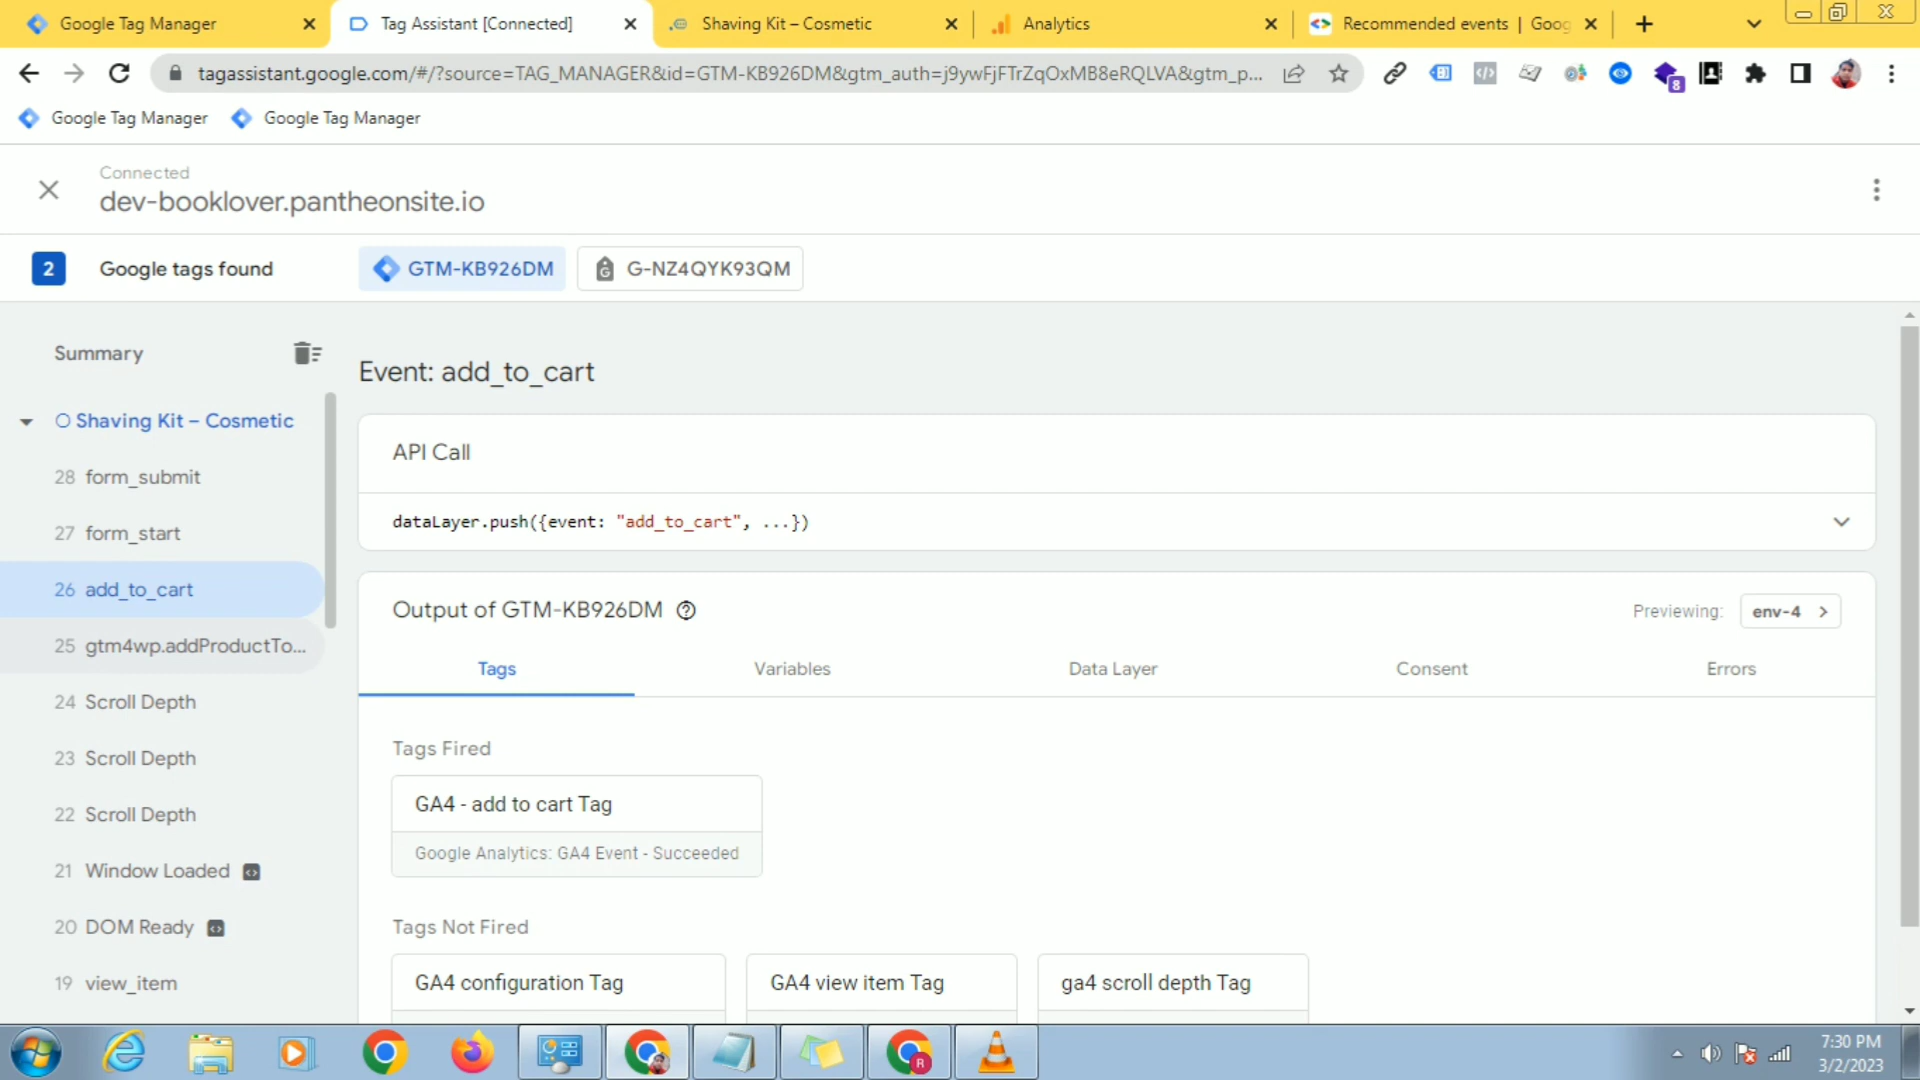 Google Tag Manager
Tag Assistant [Connected]
Shaving Kit – Cosmetic
Analytics
Recommended events | Goog
tagassistant.google.com/#/?source=TAG_MANAGER&id=GTM-KB926DM&gtm_auth=j9ywFjFTrZqOxMB8eRQLVA&gtm_p...
8
Google Tag Manager
Google Tag Manager
Connected
dev-booklover.pantheonsite.io
2 Google tags found
GTM-KB926DM
G-NZ4QYK93QM
Summary
Shaving Kit – Cosmetic
28 form_submit
27 form_start
26 add_to_cart
25 gtm4wp.addProductTo...
24 Scroll Depth
23 Scroll Depth
22 Scroll Depth
21 Window Loaded
20 DOM Ready
19 view_item
Event: add_to_cart
API Call
dataLayer.push({event: "add_to_cart", ...})
Output of GTM-KB926DM
Previewing: env-4
Tags
Variables
Data Layer
Consent
Errors
Tags Fired
GA4 - add to cart Tag
Google Analytics: GA4 Event - Succeeded
Tags Not Fired
GA4 configuration Tag
GA4 view item Tag
ga4 scroll depth Tag
R
7:30 PM
3/2/2023